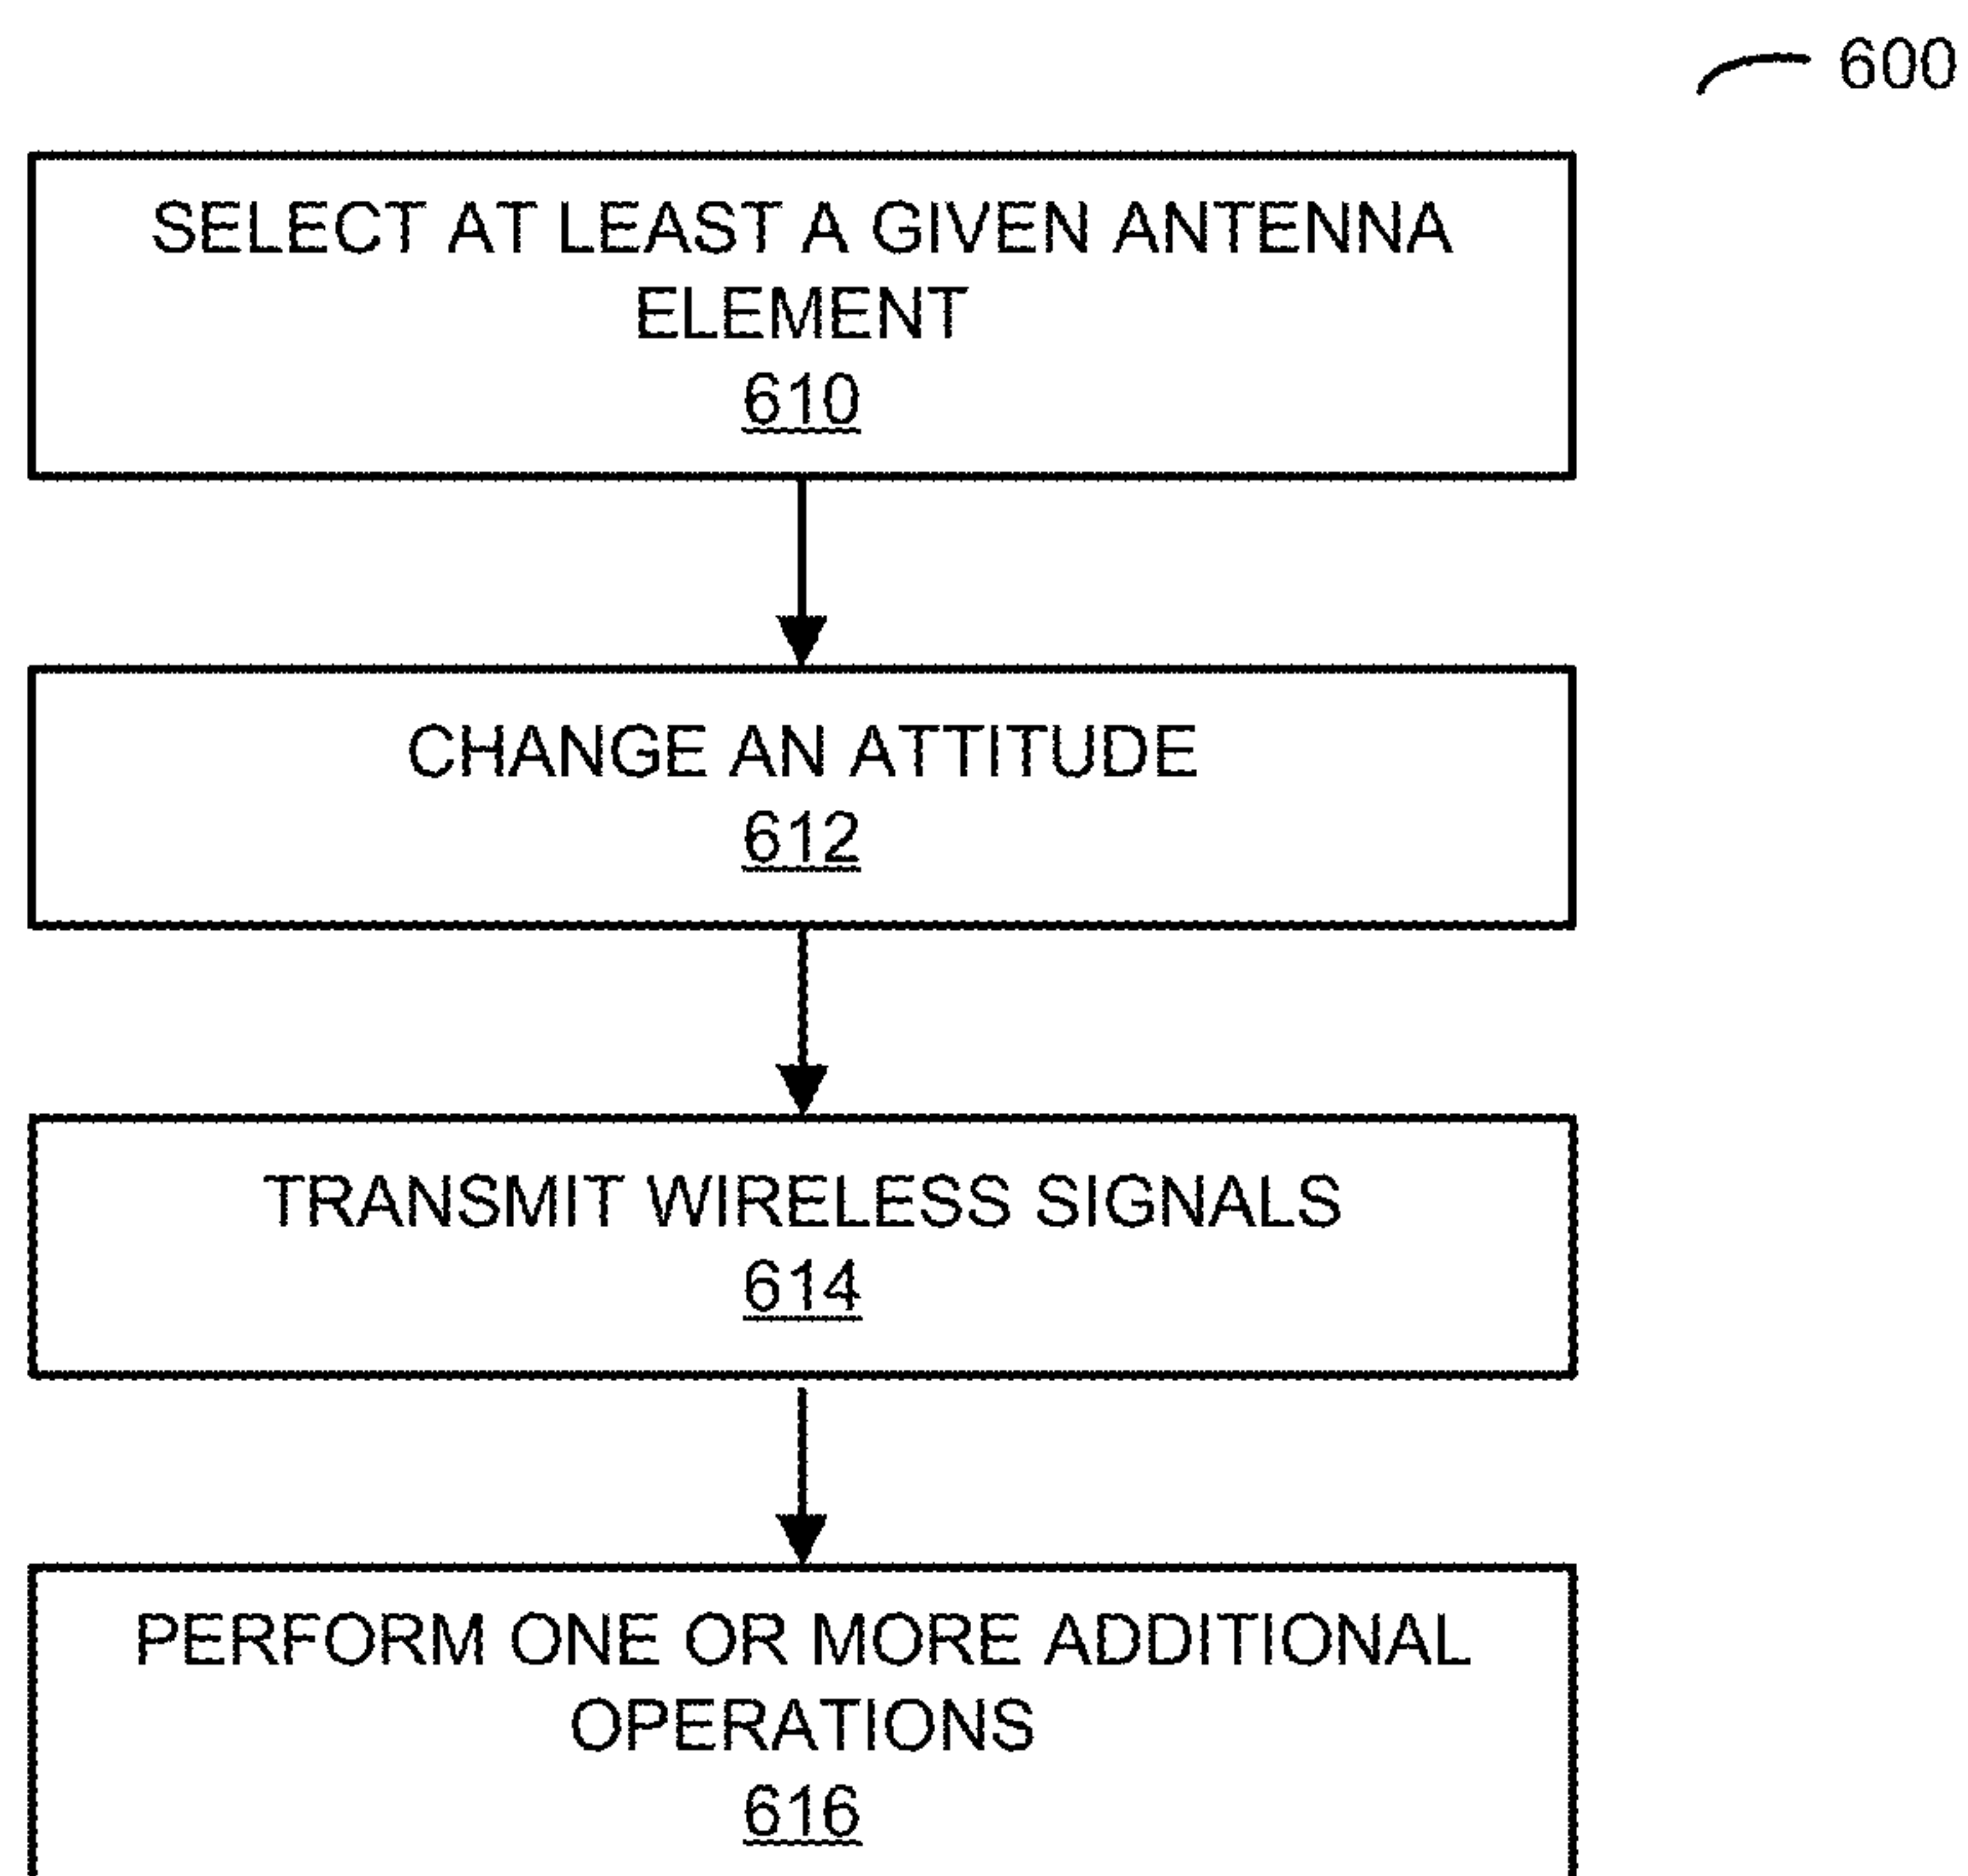 600
SELECT AT LEAST A GIVEN ANTENNA
ELEMENT
610
CHANGE AN ATTITUDE
612
TRANSMIT WIRELESS SIGNALS
614
PERFORM ONE OR MORE ADDITIONAL
OPERATIONS
616